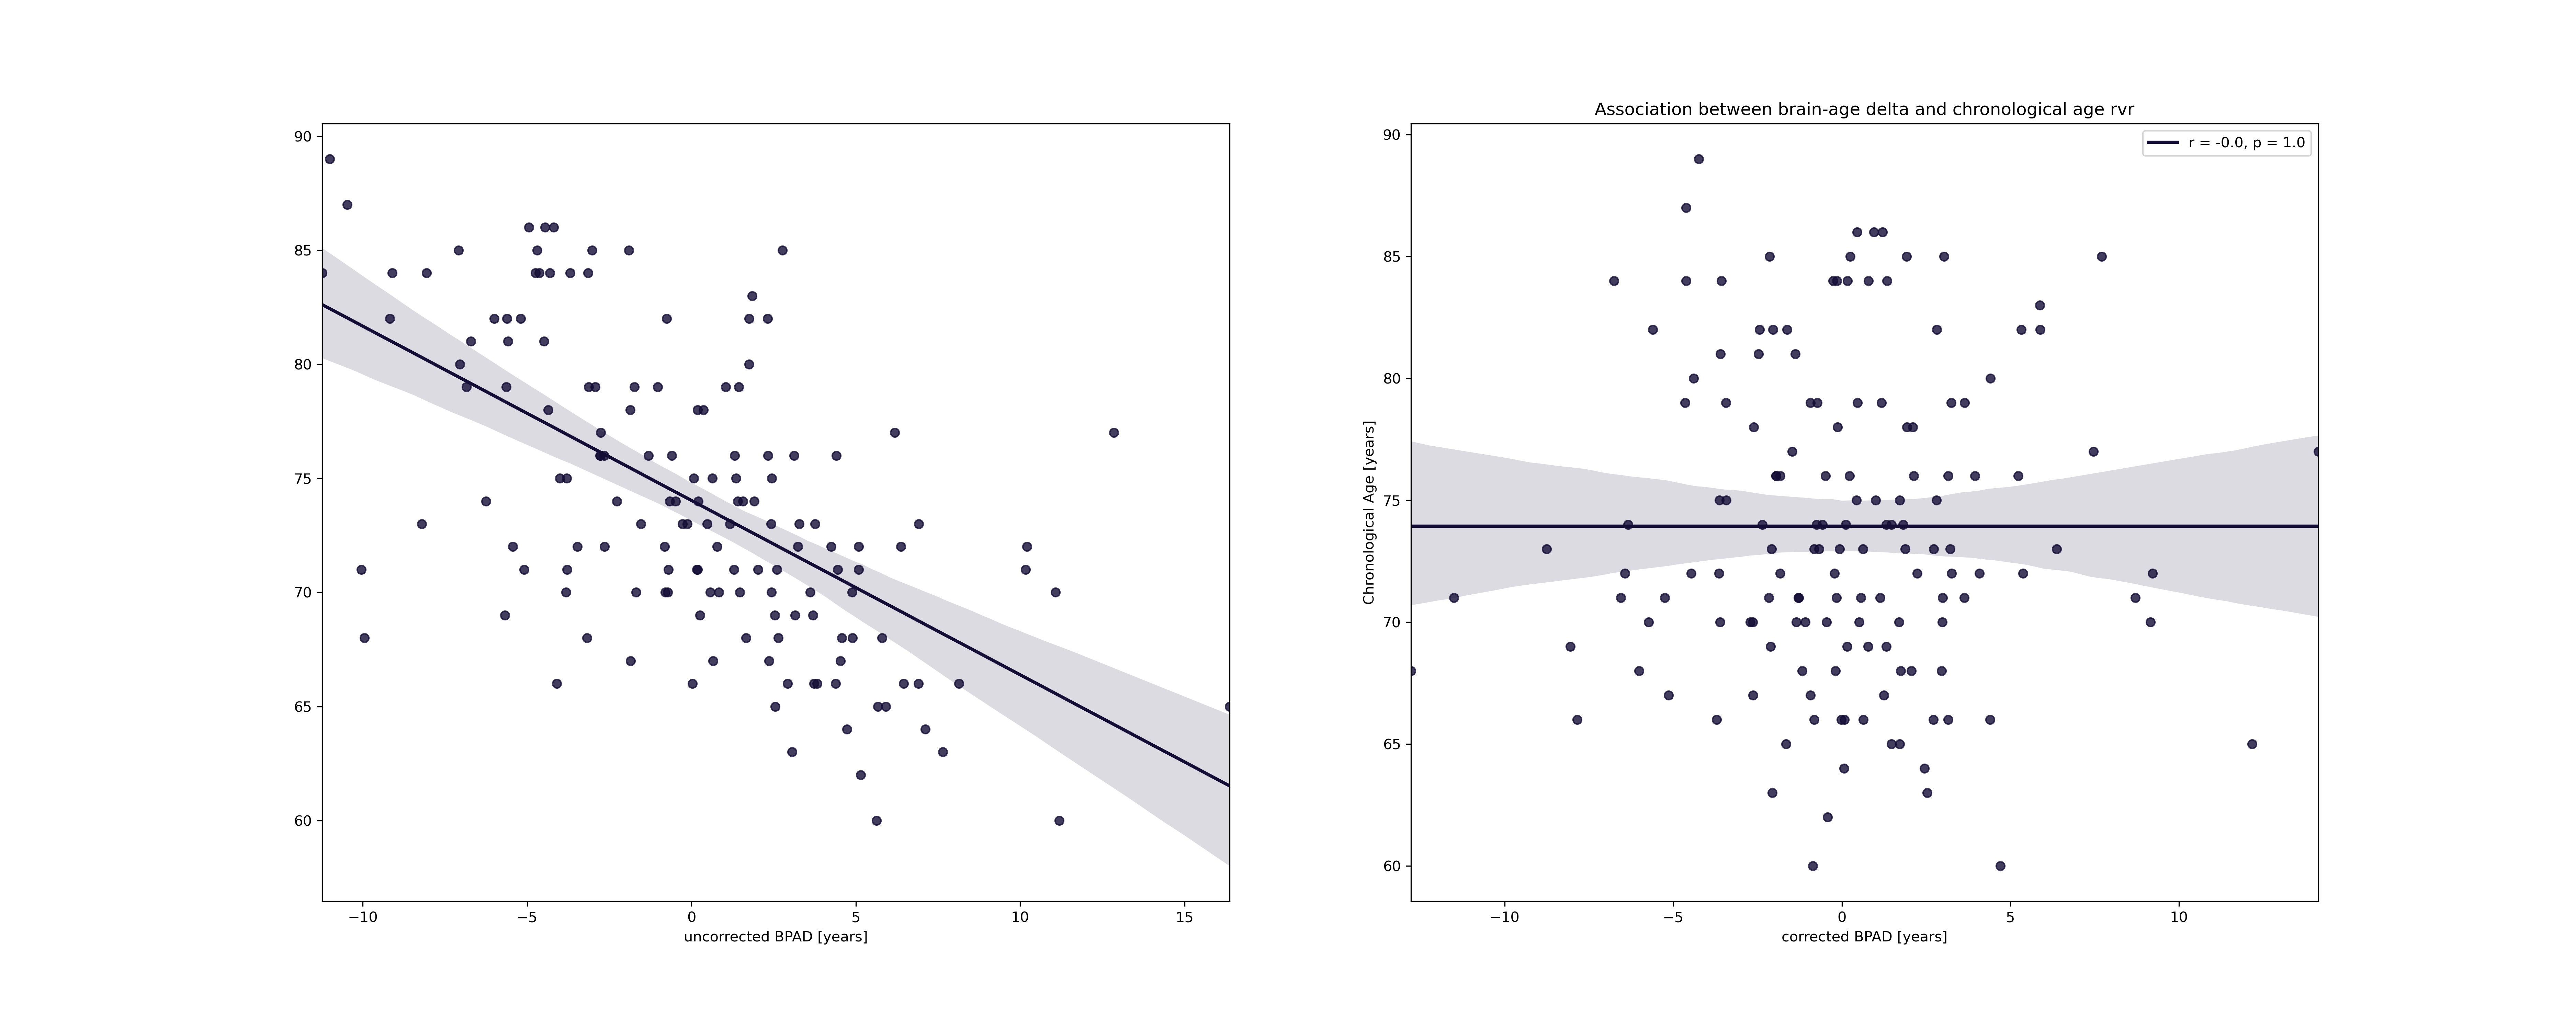 90
85
80
75
70
65
60
−10 −5 0 5 10 15
uncorrected BPAD [years]
Association between brain-age delta and chronological age rvr
r = -0.0, p = 1.0
Chronological Age [years]
90
85
80
75
70
65
60
−10 −5 0 5 10
corrected BPAD [years]